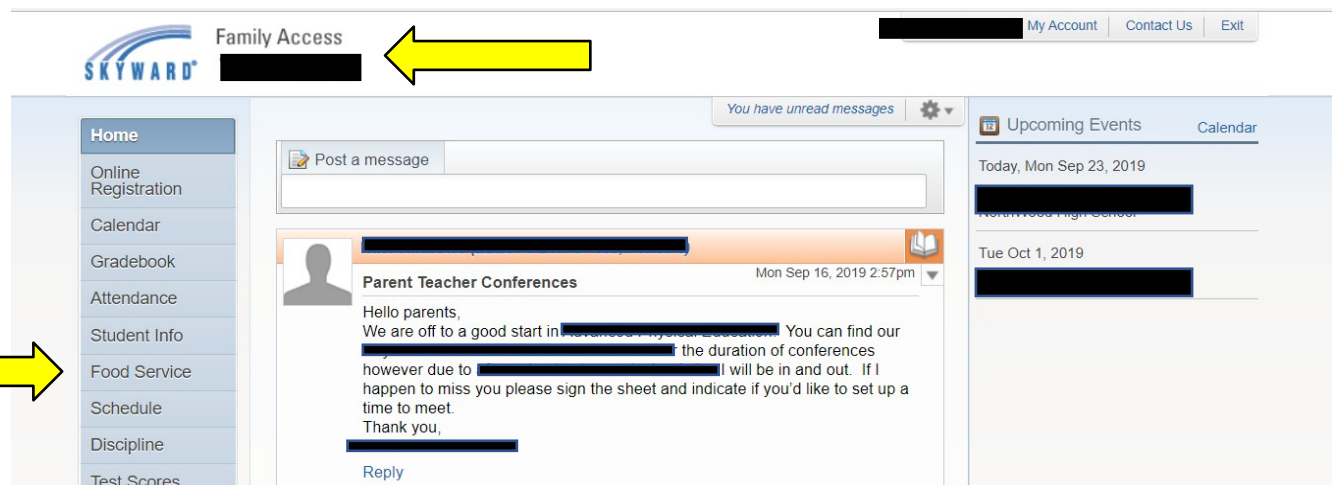 Family Access
SKYWARD
My Account Contact Us Exit
You have unread messages
Home
Online
Registration
Calendar
Gradebook
Attendance
Student Info
Food Service
Schedule
Discipline
Test Scores
Post a message
Parent Teacher Conferences
Mon Sep 16, 2019 2:57pm
Hello parents,
We are off to a good start in You can find our
the duration of conferences
however due to I will be in and out. If I
happen to miss you please sign the sheet and indicate if you'd like to set up a
time to meet.
Thank you,
Reply
12 Upcoming Events Calendar
Today, Mon Sep 23, 2019
Tue Oct 1, 2019